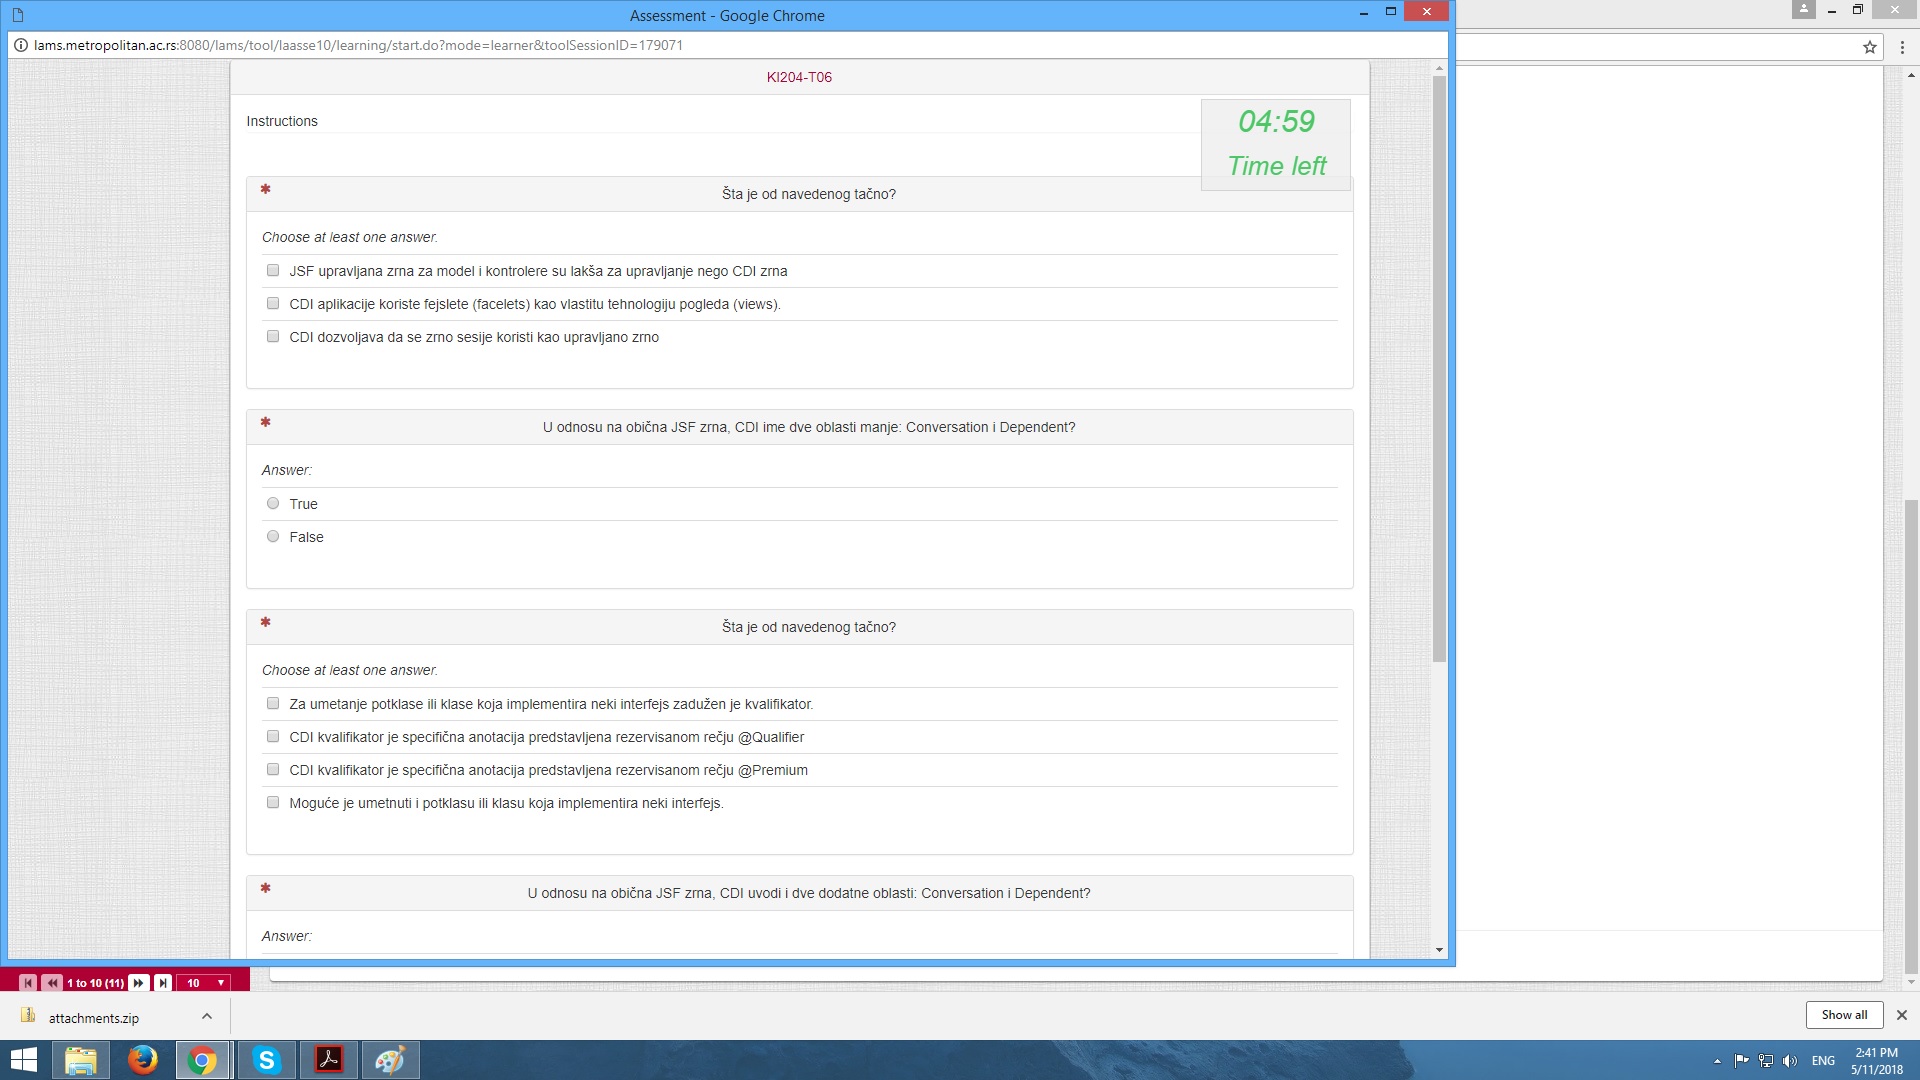 Assessment - Google Chrome
lams.metropolitan.ac.rs:8080/lams/tool/laasse10/learning/start.do?mode=learner&toolSessionID=179071
KI204-T06
Instructions
04:59
Time left
Šta je od navedenog tačno?
Choose at least one answer.
JSF upravljana zrna za model i kontrolere su lakša za upravljanje nego CDI zrna
CDI aplikacije koriste fejslete (facelets) kao vlastitu tehnologiju pogleda (views).
CDI dozvoljava da se zrno sesije koristi kao upravljano zrno
U odnosu na obična JSF zrna, CDI ime dve oblasti manje: Conversation i Dependent?
Answer:
True
False
Šta je od navedenog tačno?
Choose at least one answer.
Za umetanje potklase ili klase koja implementira neki interfejs zadužen je kvalifikator.
CDI kvalifikator je specifična anotacija predstavljena rezervisanom rečju @Qualifier
CDI kvalifikator je specifična anotacija predstavljena rezervisanom rečju @Premium
Moguće je umetnuti i potklasu ili klasu koja implementira neki interfejs.
U odnosu na obična JSF zrna, CDI uvodi i dve dodatne oblasti: Conversation i Dependent?
Answer:
1 to 10 (11) 10
attachments.zip
Show all
ENG
2:41 PM
5/11/2018